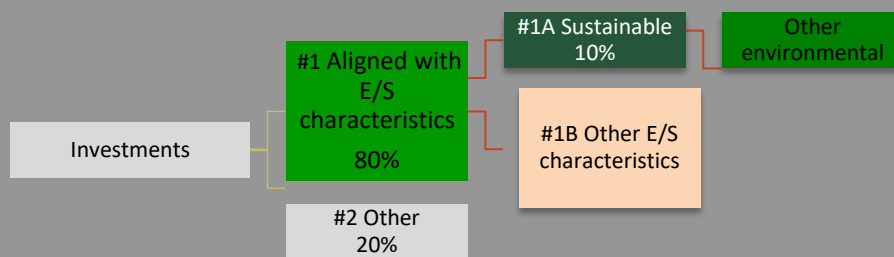 Investments
#1 Aligned with
E/S
characteristics
80%
#2 Other
20%
#1A Sustainable
10%
#1B Other E/S
characteristics
Other
environmental